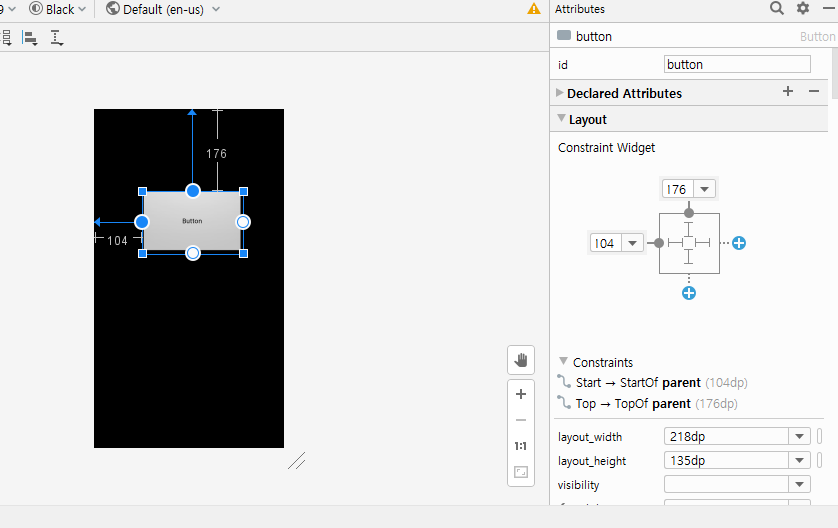 9 Black Default (en-us)
Attributes
button Button
id button
Declared Attributes
Layout
Constraint Widget
176
104
176
Button
104
Constraints
Start → StartOf parent (104dp)
Top → TopOf parent (176dp)
1:1
layout_width 218dp
layout_height 135dp
visibility